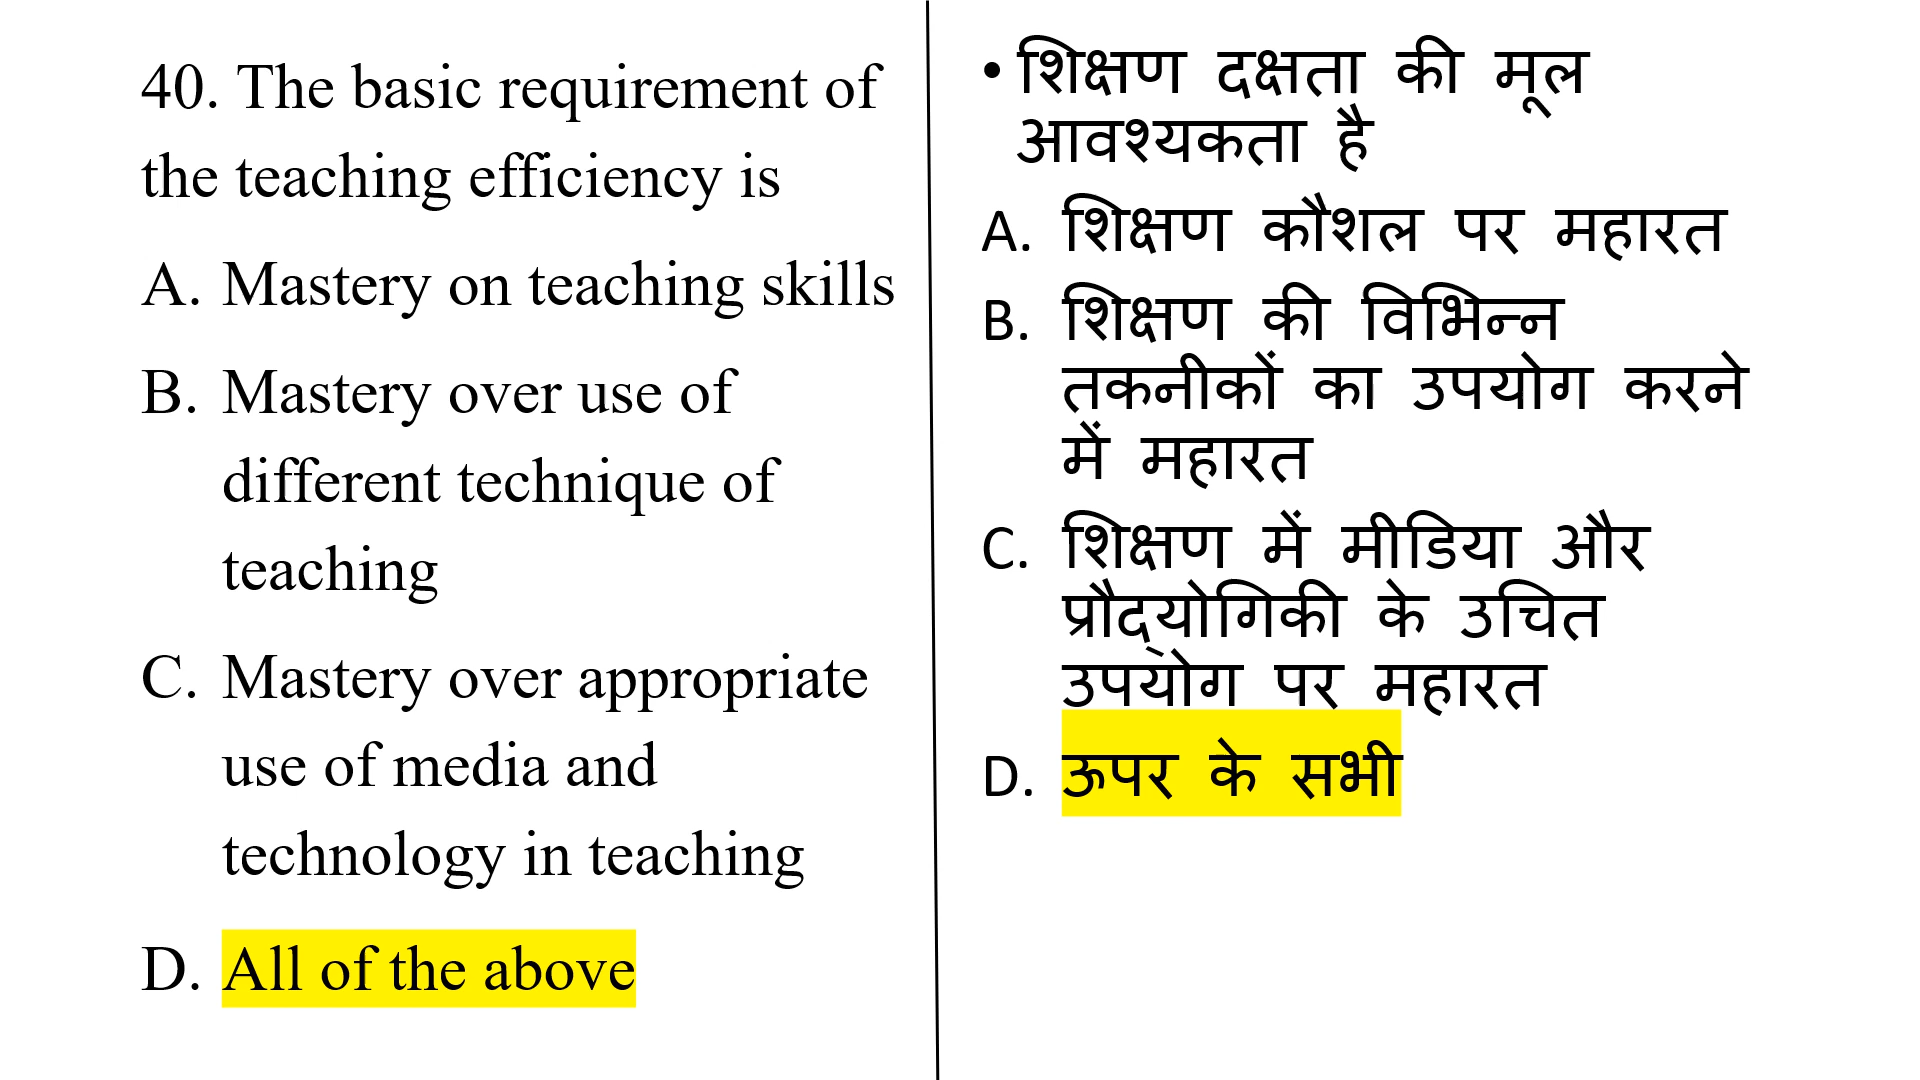 40. The basic requirement of
the teaching efficiency is
A. Mastery on teaching skills
B. Mastery over use of
different technique of
teaching
C. Mastery over appropriate
use of media and
technology in teaching
D. All of the above
• शिक्षण दक्षता की मूल
आवश्यकता है
A. शिक्षण कौशल पर महारत
B. शिक्षण की विभिन्न
तकनीकों का उपयोग करने
में महारत
C. शिक्षण में मीडिया और
प्रौद्योगिकी के उचित
उपयोग पर महारत
D. ऊपर के सभी